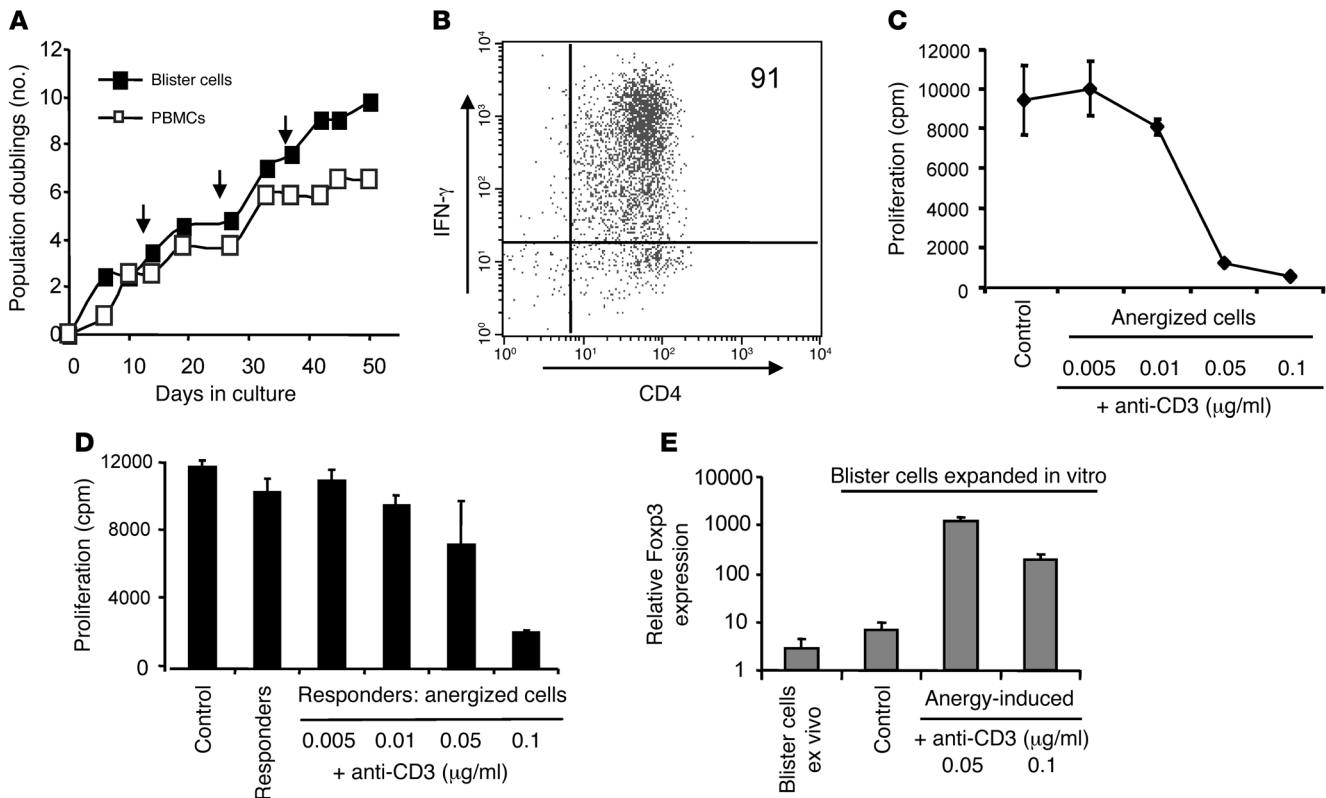 A
Population doublings (no.)
12
10
8
6
4
2
0
Blister cells
PBMCs
0 10 20 30 40 50
Days in culture
B
IFN-γ
10⁴
10³
10²
10¹
10⁰
91
10⁰ 10¹ 10² 10³ 10⁴
CD4
C
Proliferation (cpm)
12000
10000
8000
6000
4000
2000
0
Control
Anergized cells
0.005 0.01 0.05 0.1
+ anti-CD3 (μg/ml)
D
Proliferation (cpm)
12000
8000
4000
0
Control
Responders
Responders: anergized cells
0.005 0.01 0.05 0.1
+ anti-CD3 (μg/ml)
E
Relative Foxp3
expression
10000
1000
100
10
1
Blister cells expanded in vitro
Blister cells
ex vivo
Control
Anergy-induced
+ anti-CD3 (μg/ml)
0.05 0.1